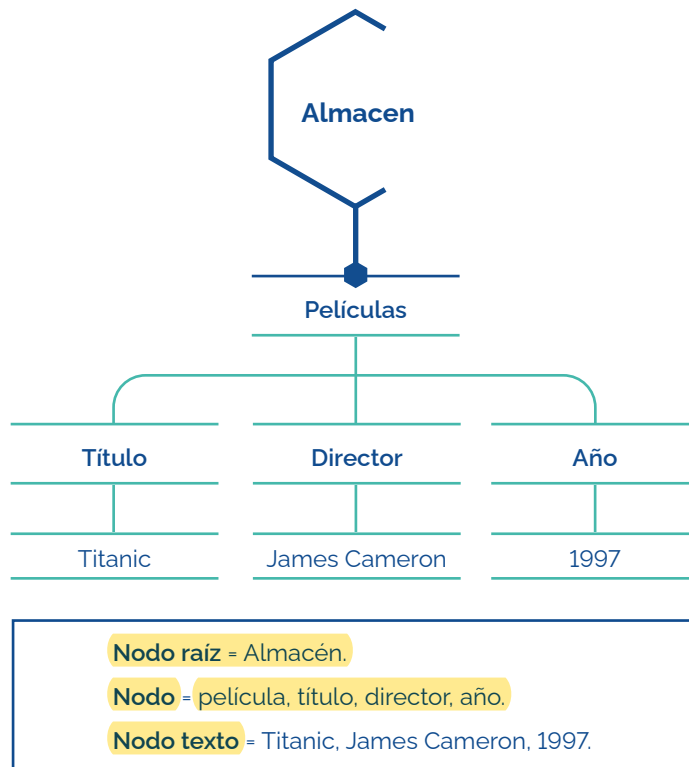 Almacen
Películas
Título
Director
Año
Titanic
James Cameron
1997
Nodo raíz = Almacén.
Nodo = película, título, director, año.
Nodo texto = Titanic, James Cameron, 1997.